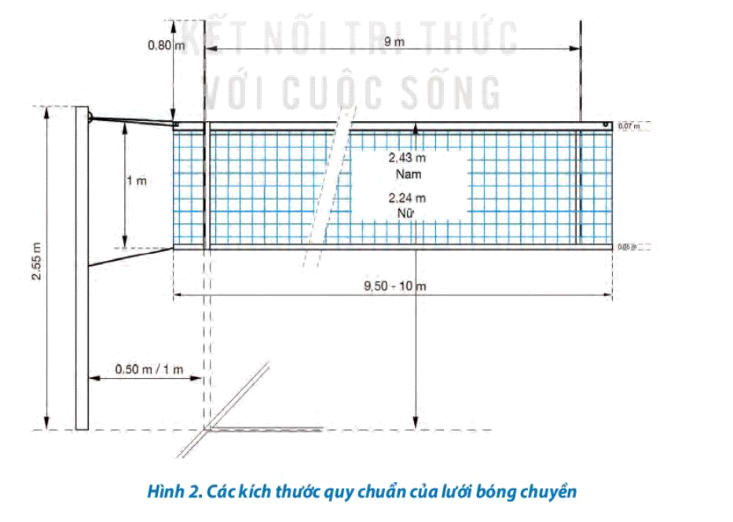 KẾT NỐI TRI THỨC
VỚI CUỘC SỐNG
0.80 m
9 m
0.07 m
2,43 m
Nam
2.24 m
Nữ
1 m
2.55 m
9,50 - 10 m
0.50 m / 1 m
Hình 2. Các kích thước quy chuẩn của lưới bóng chuyền